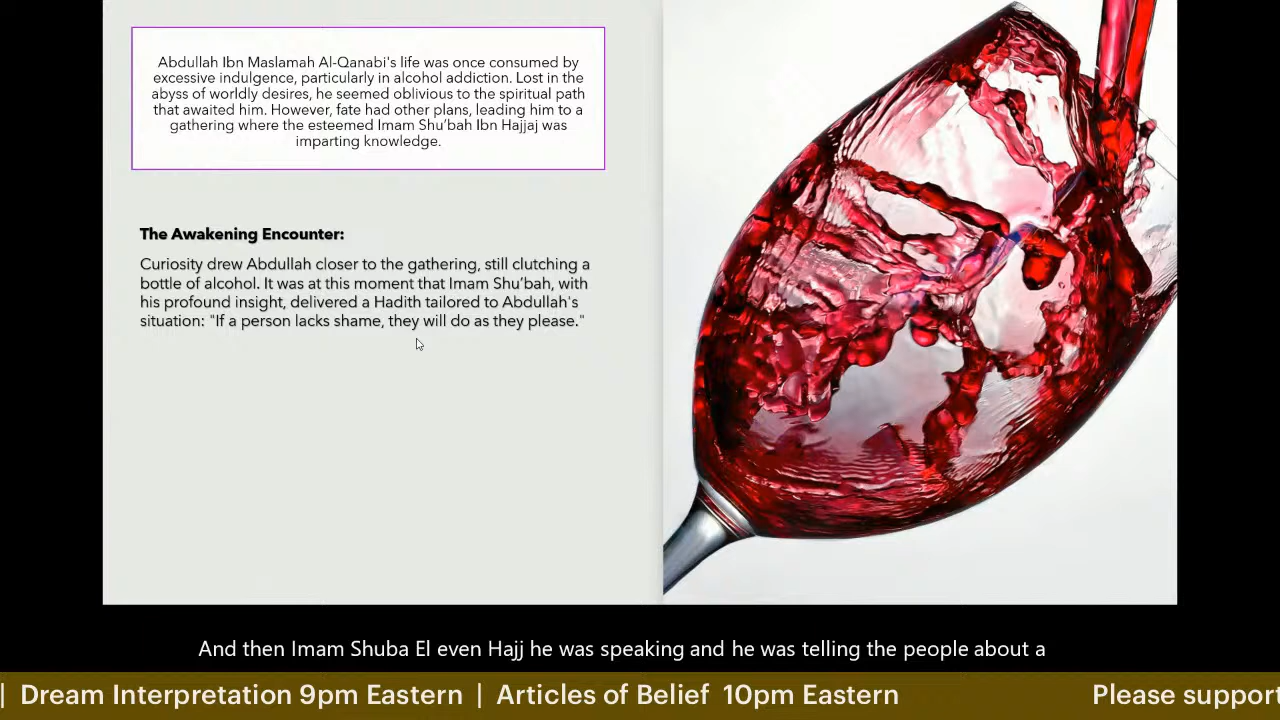 Abdullah Ibn Maslamah Al-Qanabi's life was once consumed by
excessive indulgence, particularly in alcohol addiction. Lost in the
abyss of worldly desires, he seemed oblivious to the spiritual path
that awaited him. However, fate had other plans, leading him to a
gathering where the esteemed Imam Shu'bah Ibn Hajjaj was
imparting knowledge.
The Awakening Encounter:
Curiosity drew Abdullah closer to the gathering, still clutching a
bottle of alcohol. It was at this moment that Imam Shu'bah, with
his profound insight, delivered a Hadith tailored to Abdullah's
situation: "If a person lacks shame, they will do as they please."
And then Imam Shuba El even Hajj he was speaking and he was telling the people about a
| Dream Interpretation 9pm Eastern | Articles of Belief 10pm Eastern Please support